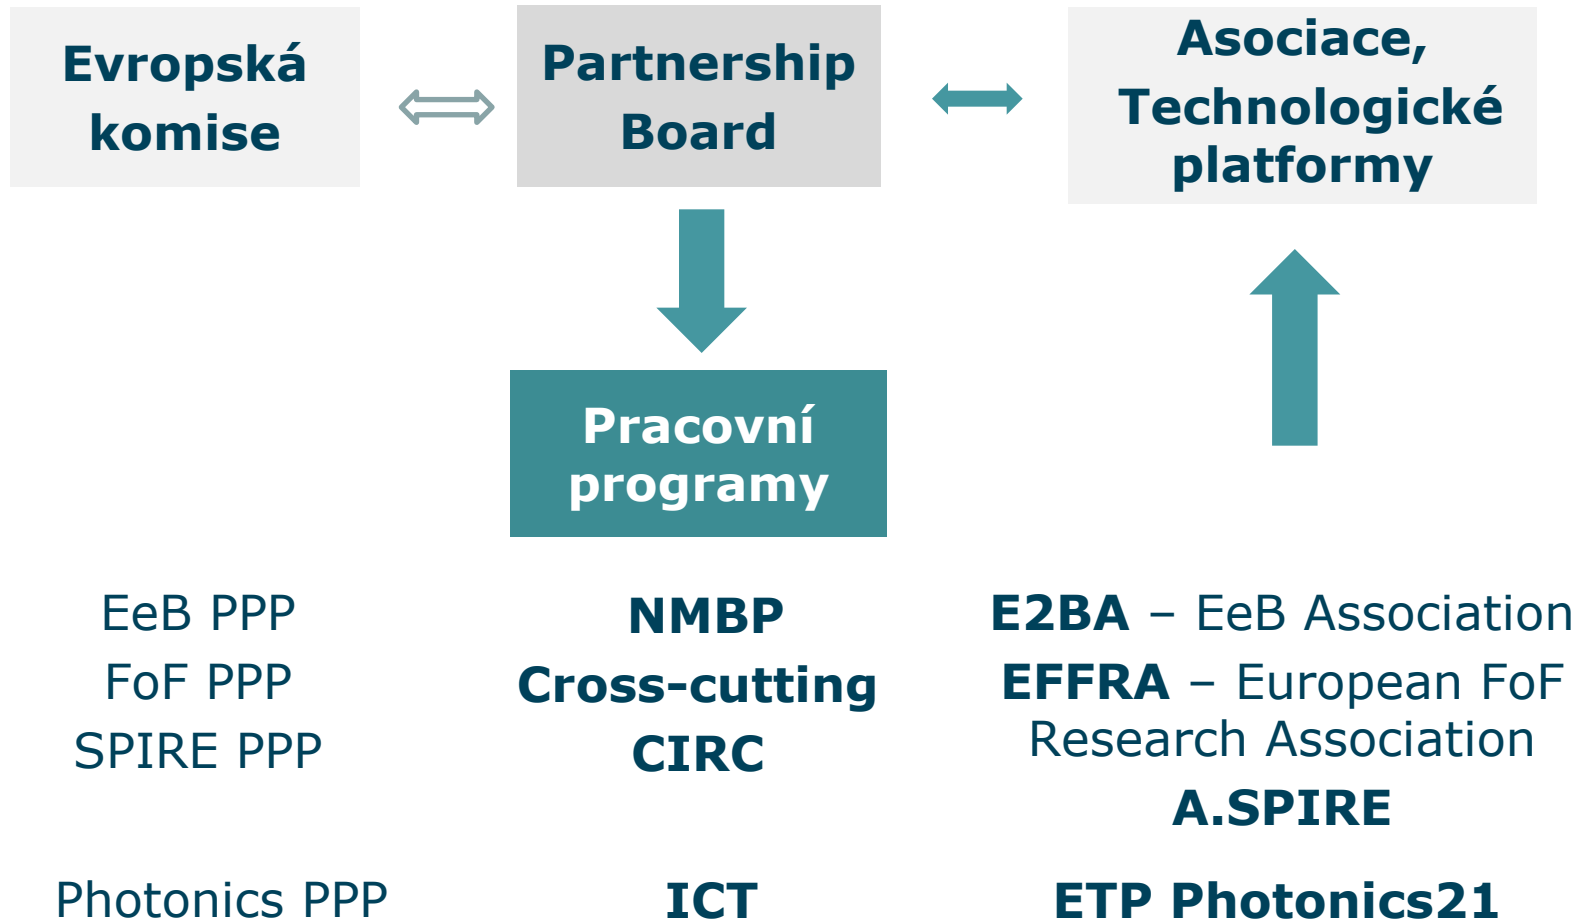 Evropská
komise
Partnership
Board
Asociace,
Technologické
platformy
Pracovní
programy
EeB PPP
FoF PPP
SPIRE PPP
Photonics PPP
NMBP
Cross-cutting
CIRC
ICT
E2BA – EeB Association
EFFRA – European FoF
Research Association
A.SPIRE
ETP Photonics21